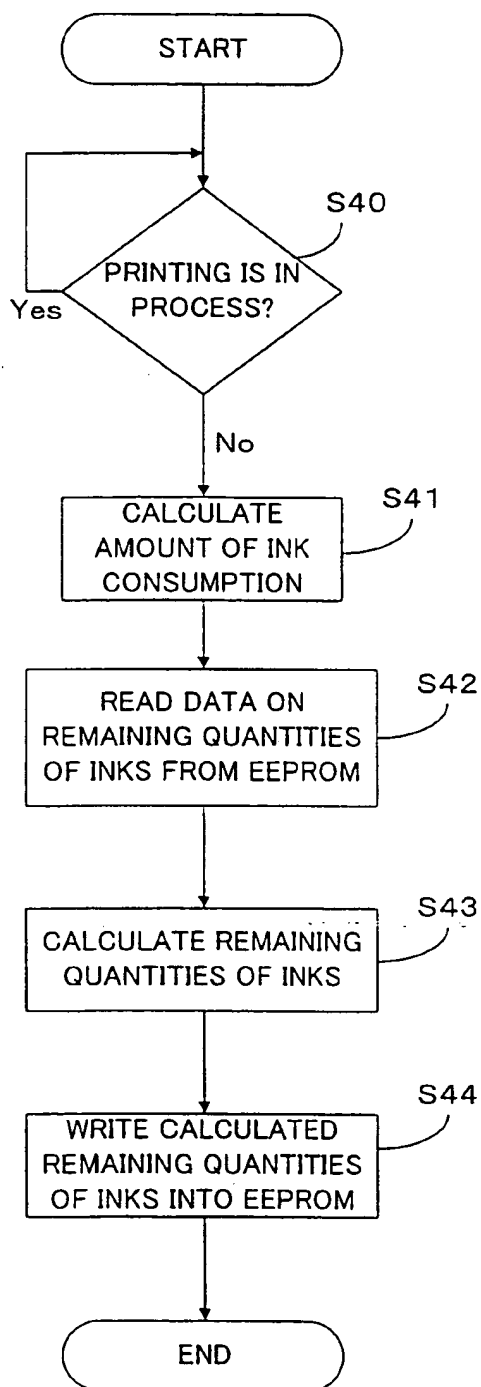 START
S40
PRINTING IS IN
PROCESS?
Yes
No
S41
CALCULATE
AMOUNT OF INK
CONSUMPTION
S42
READ DATA ON
REMAINING QUANTITIES
OF INKS FROM EEPROM
S43
CALCULATE REMAINING
QUANTITIES OF INKS
S44
WRITE CALCULATED
REMAINING QUANTITIES
OF INKS INTO EEPROM
END